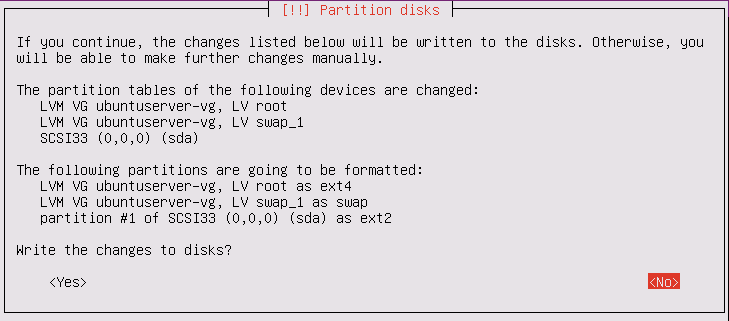 [!!] Partition disks
If you continue, the changes listed below will be written to the disks. Otherwise, you
will be able to make further changes manually.
The partition tables of the following devices are changed:
LVM VG ubuntuserver-vg, LV root
LVM VG ubuntuserver-vg, LV swap_1
SCSI33 (0,0,0) (sda)
The following partitions are going to be formatted:
LVM VG ubuntuserver-vg, LV root as ext4
LVM VG ubuntuserver-vg, LV swap_1 as swap
partition #1 of SCSI33 (0,0,0) (sda) as ext2
Write the changes to disks?
<Yes> <No>